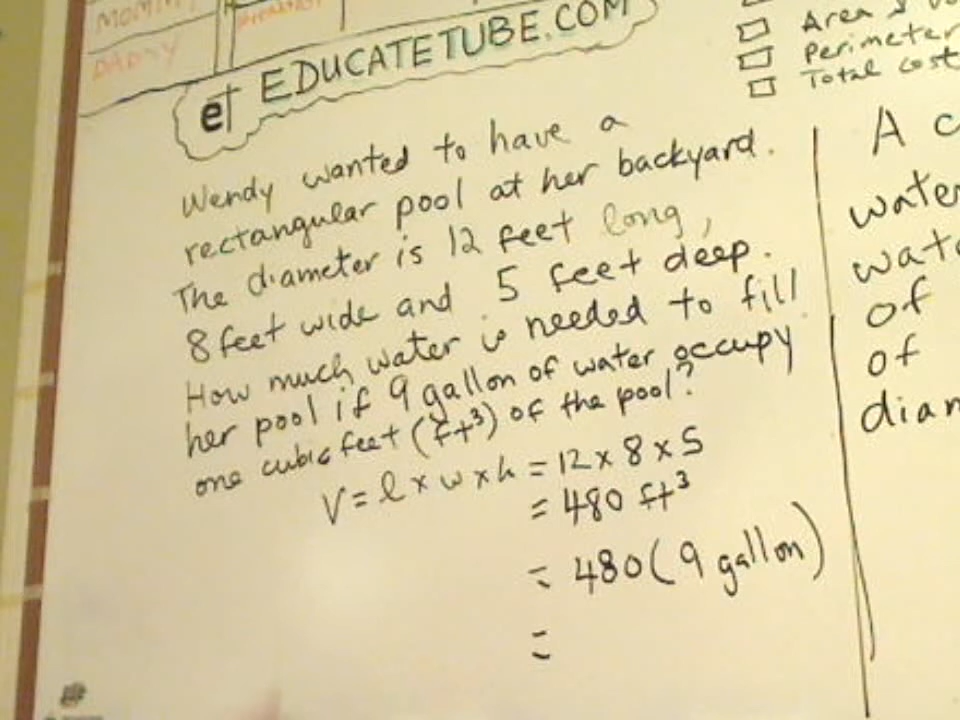 MOMMY
DADDY
et EDUCATETUBE.COM
Area &
Perimeter
Total cost
Wendy wanted to have a
rectangular pool at her backyard.
The diameter is 12 feet long,
8 feet wide and 5 feet deep.
How much water is needed to fill
her pool if 9 gallon of water occupy
one cubic feet (ft³) of the pool?
V = l x w x h = 12 x 8 x 5
= 480 ft³
= 480 (9 gallon)
=
A c
water
wate
of
of
diam